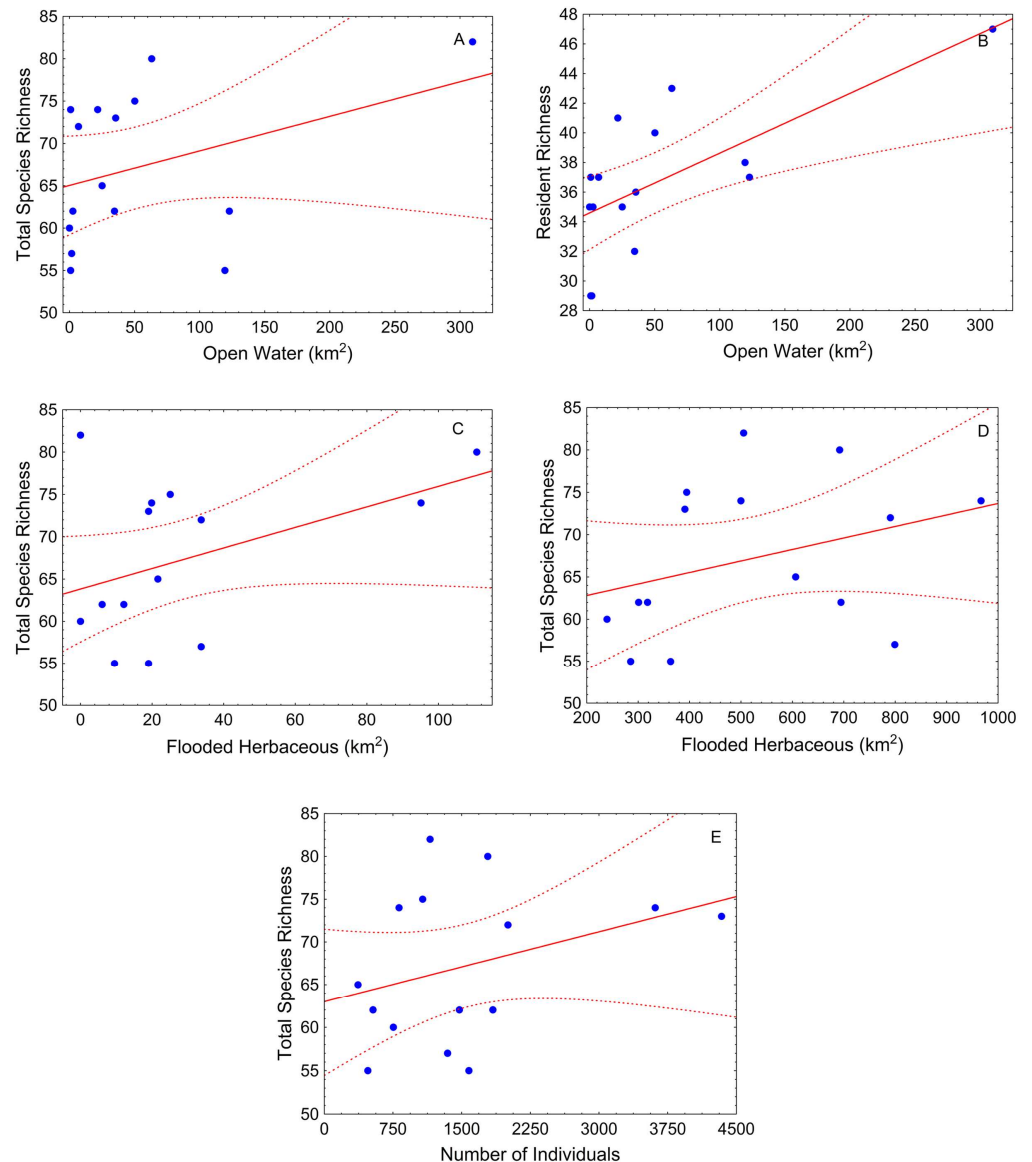 A
Total Species Richness
85
80
75
70
65
60
55
50
0 50 100 150 200 250 300
Open Water (km²)
B
Resident Richness
48
46
44
42
40
38
36
34
32
30
28
0 50 100 150 200 250 300
Open Water (km²)
C
Total Species Richness
85
80
75
70
65
60
55
50
0 20 40 60 80 100
Flooded Herbaceous (km²)
D
Total Species Richness
85
80
75
70
65
60
55
50
200 300 400 500 600 700 800 900 1000
Flooded Herbaceous (km²)
E
Total Species Richness
85
80
75
70
65
60
55
50
0 750 1500 2250 3000 3750 4500
Number of Individuals